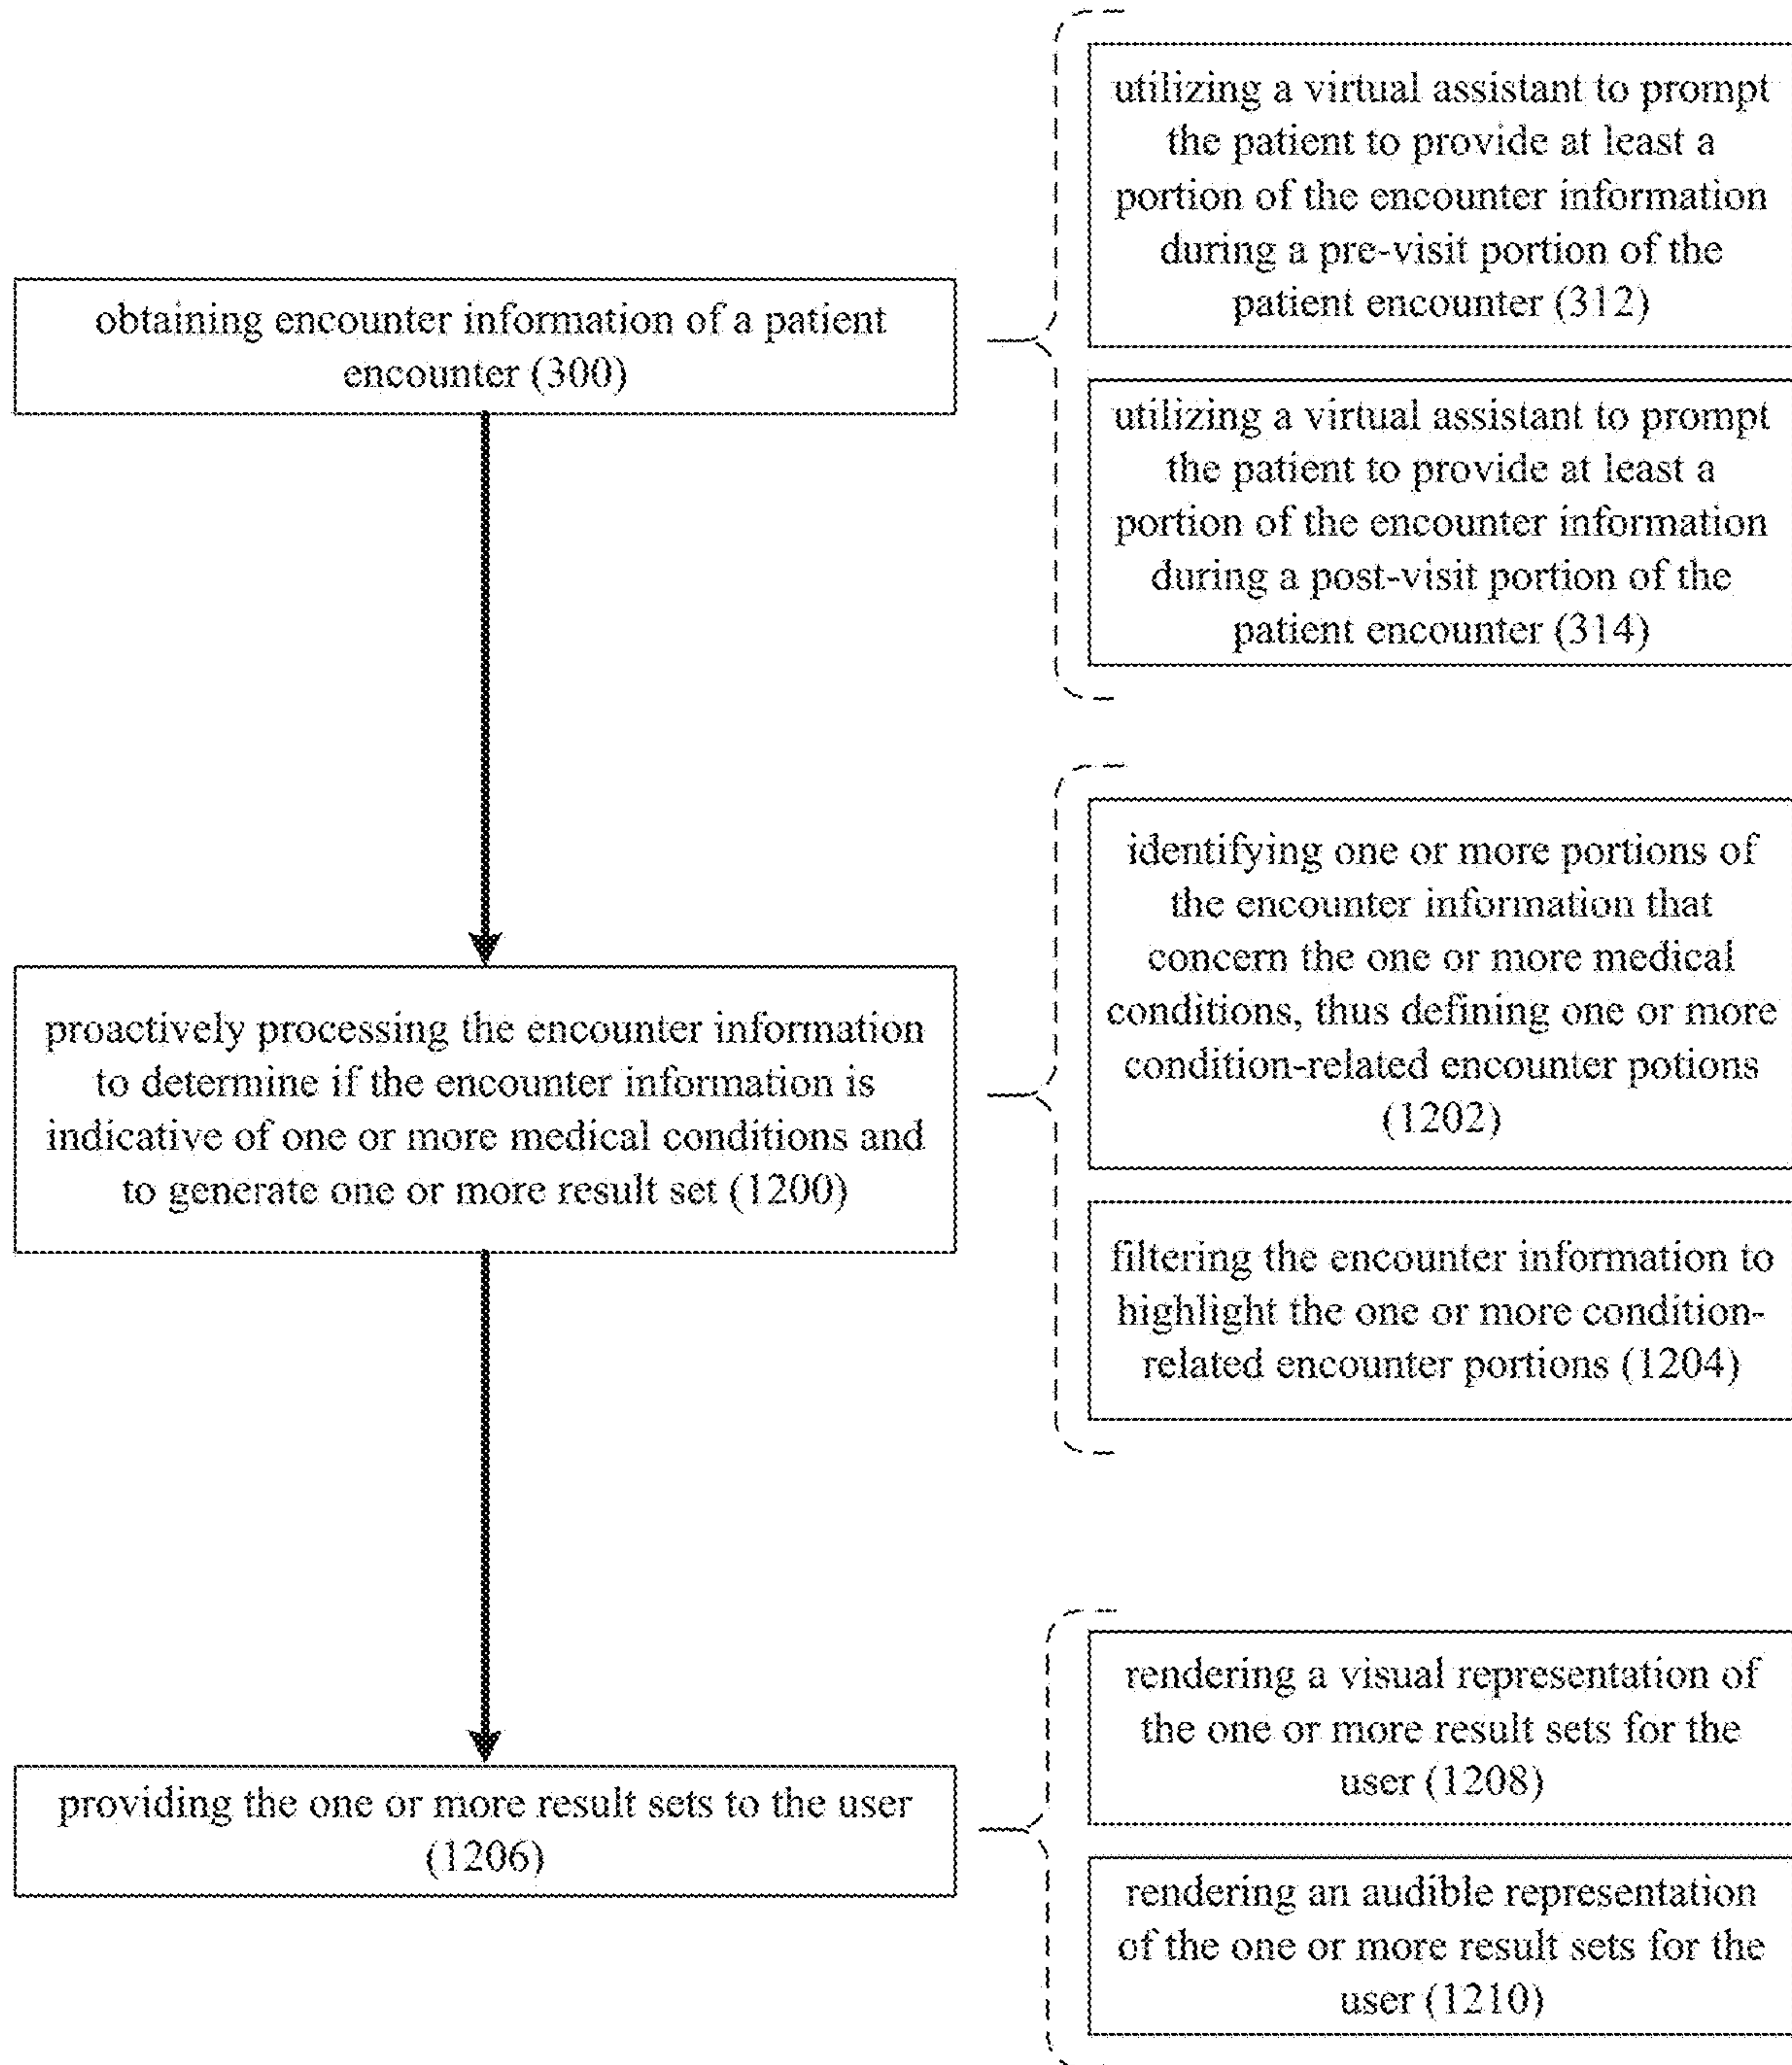 obtaining encounter information of a patient
encounter (300)
utilizing a virtual assistant to prompt
the patient to provide at least a
portion of the encounter information
during a pre-visit portion of the
patient encounter (312)
utilizing a virtual assistant to prompt
the patient to provide at least a
portion of the encounter information
during a post-visit portion of the
patient encounter (314)
proactively processing the encounter information
to determine if the encounter information is
indicative of one or more medical conditions and
to generate one or more result set (1200)
identifying one or more portions of
the encounter information that
concern the one or more medical
conditions, thus defining one or more
condition-related encounter potions
(1202)
filtering the encounter information to
highlight the one or more condition-
related encounter portions (1204)
providing the one or more result sets to the user
(1206)
rendering a visual representation of
the one or more result sets for the
user (1208)
rendering an audible representation
of the one or more result sets for the
user (1210)